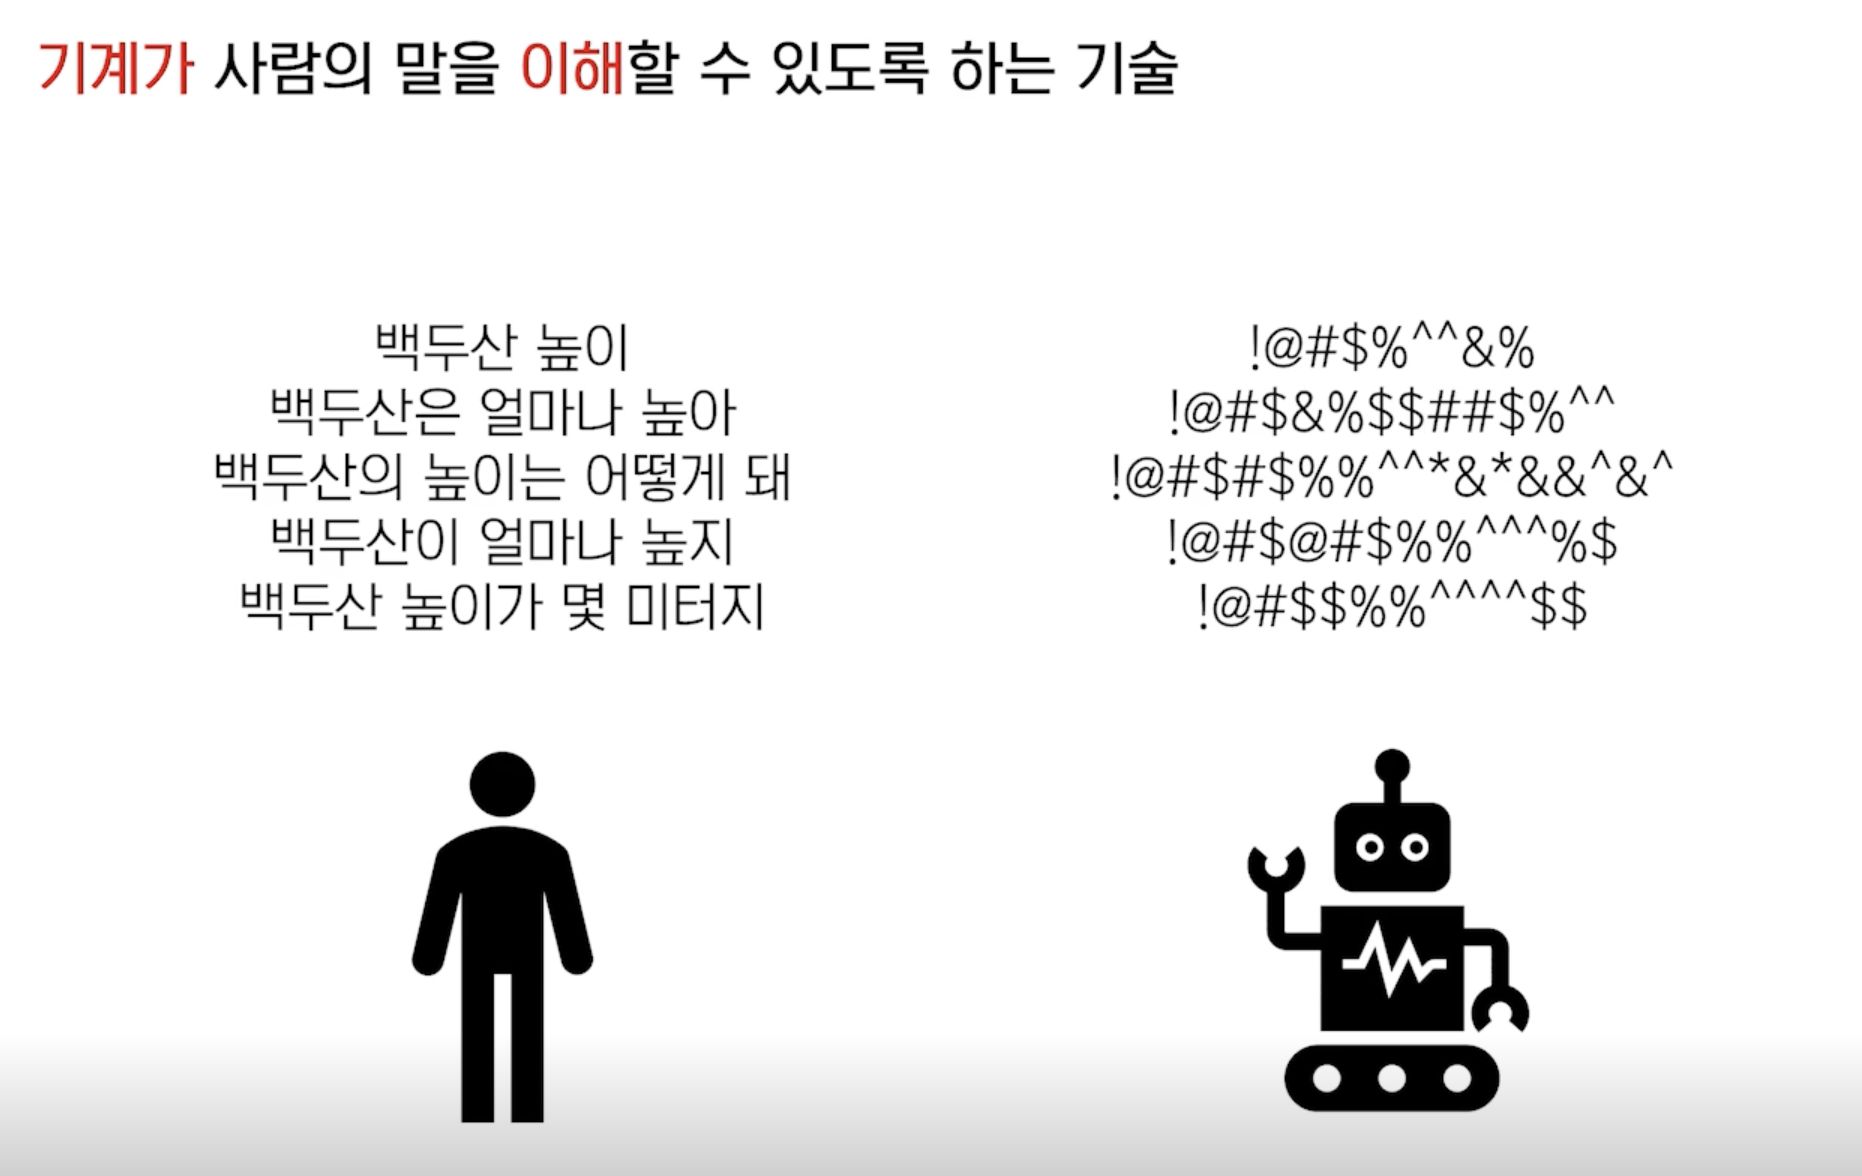 기계가 사람의 말을 이해할 수 있도록 하는 기술
백두산 높이
백두산은 얼마나 높아
백두산의 높이는 어떻게 돼
백두산이 얼마나 높지
백두산 높이가 몇 미터지
!@#$%^^&%
!@#$&%$$##$%^^
!@#$#$%%^^*&*&&^&^
!@#$@#$%%^^^%$
!@#$$%%^^^^$$